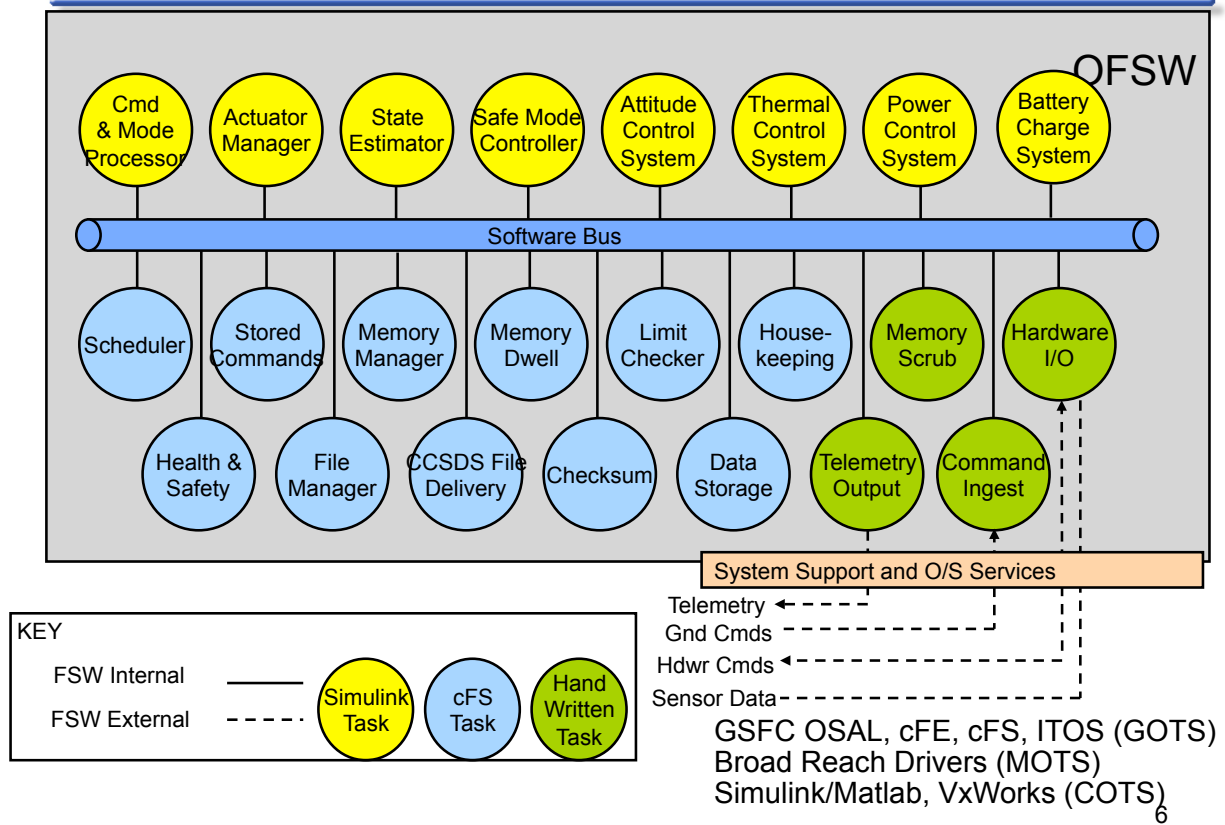 OFSW
Cmd
& Mode
Processor
Actuator
Manager
State
Estimator
Safe Mode
Controller
Attitude
Control
System
Thermal
Control
System
Power
Control
System
Battery
Charge
System
Software Bus
Scheduler
Stored
Commands
Memory
Manager
Memory
Dwell
Limit
Checker
House-
keeping
Memory
Scrub
Hardware
I/O
Health &
Safety
File
Manager
CCSDS File
Delivery
Checksum
Data
Storage
Telemetry
Output
Command
Ingest
System Support and O/S Services
Telemetry
Gnd Cmds
Hdwr Cmds
Sensor Data
KEY
FSW Internal
FSW External
Simulink
Task
cFS
Task
Hand
Written
Task
GSFC OSAL, cFE, cFS, ITOS (GOTS)
Broad Reach Drivers (MOTS)
Simulink/Matlab, VxWorks (COTS)
6